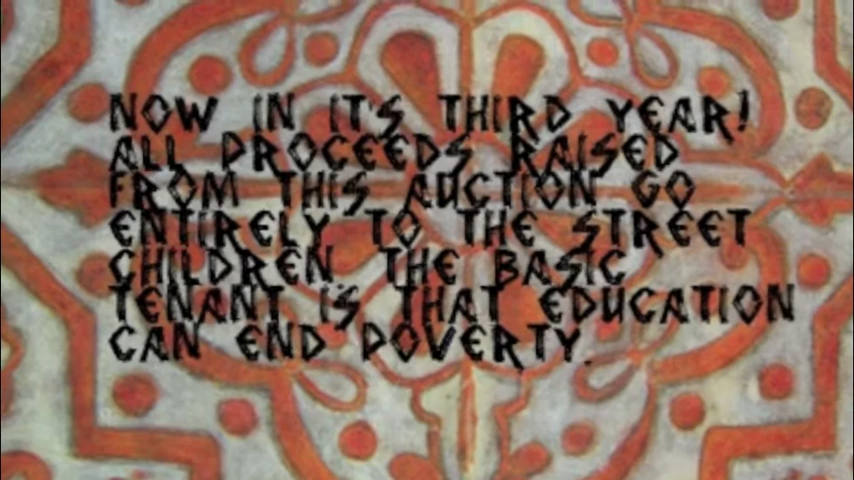 NOW IN IT'S THIRD YEAR!
ALL PROCEEDS RAISED
FROM THIS AUCTION GO
ENTIRELY TO THE STREET
CHILDREN. THE BASIC
TENANT IS THAT EDUCATION
CAN END POVERTY.